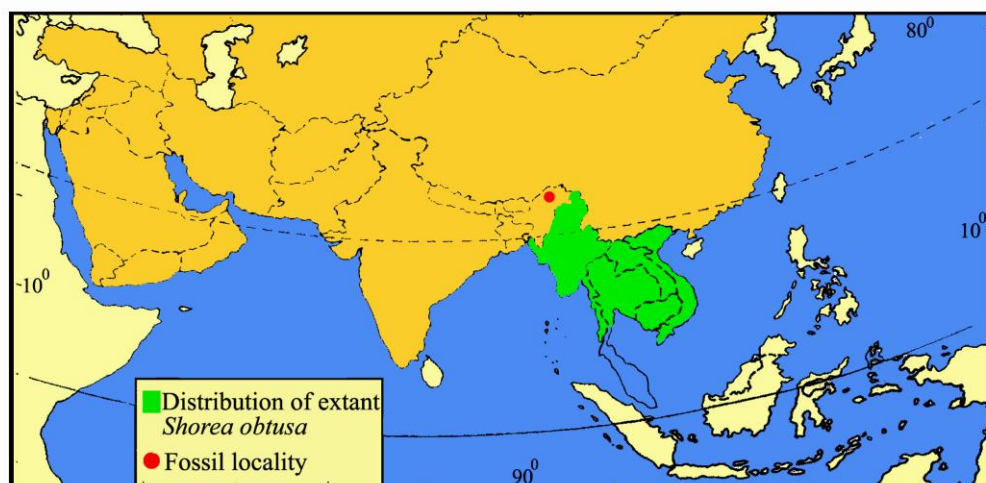 80⁰
10⁰
10⁰
Distribution of extant
Shorea obtusa
Fossil locality
90⁰